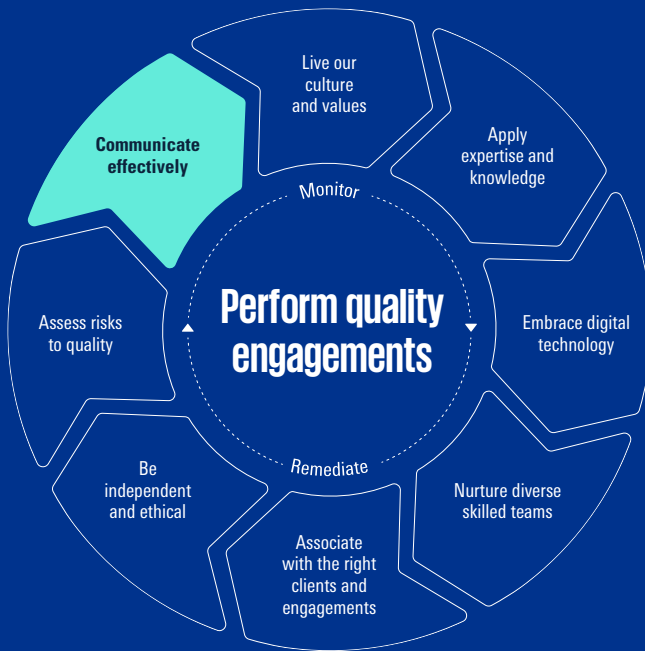 Live our
culture
and values
Apply
expertise and
knowledge
Embrace digital
technology
Nurture diverse
skilled teams
Associate
with the right
clients and
engagements
Be
independent
and ethical
Assess risks
to quality
Communicate
effectively
Monitor
Perform quality
engagements
Remediate